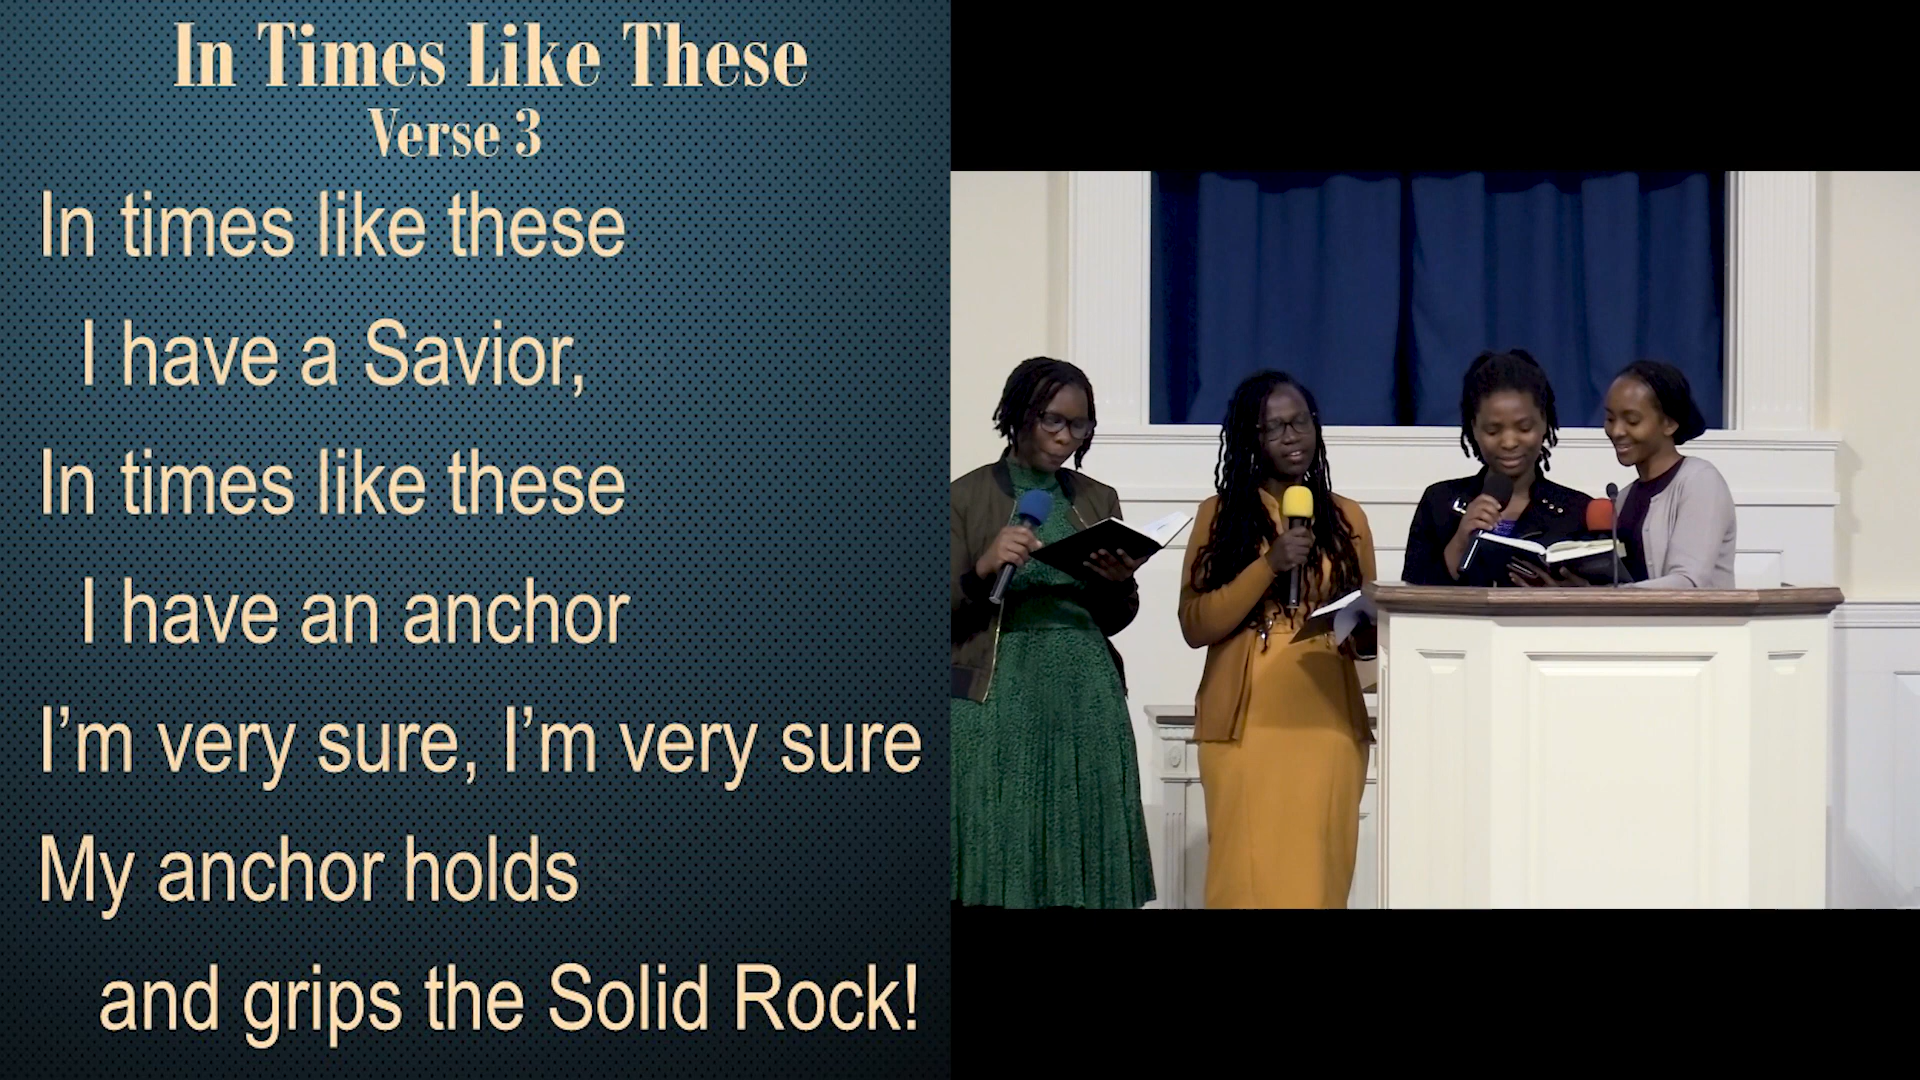 In Times Like These
Verse 3
In times like these
I have a Savior,
In times like these
I have an anchor
I’m very sure, I’m very sure
My anchor holds
and grips the Solid Rock!